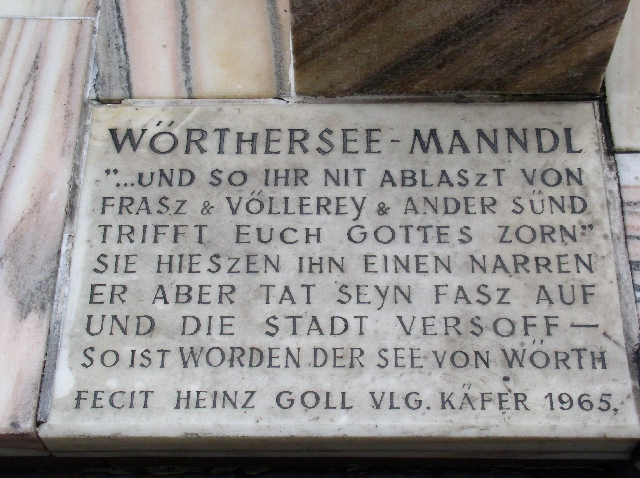 WÖRTHERSEE-MANNDL
"...UND SO IHR NIT ABLASZT VON
FRASZ & VÖLLEREY & ANDER SÜND
TRIFFT EUCH GOTTES ZORN"
SIE HIESZEN IHN EINEN NARREN
ER ABER TAT SEYN FASZ AUF
UND DIE STADT VERSOFF—
SO IST WORDEN DER SEE VON WÖRTH
FECIT HEINZ GOLL VLG. KÄFER 1965.